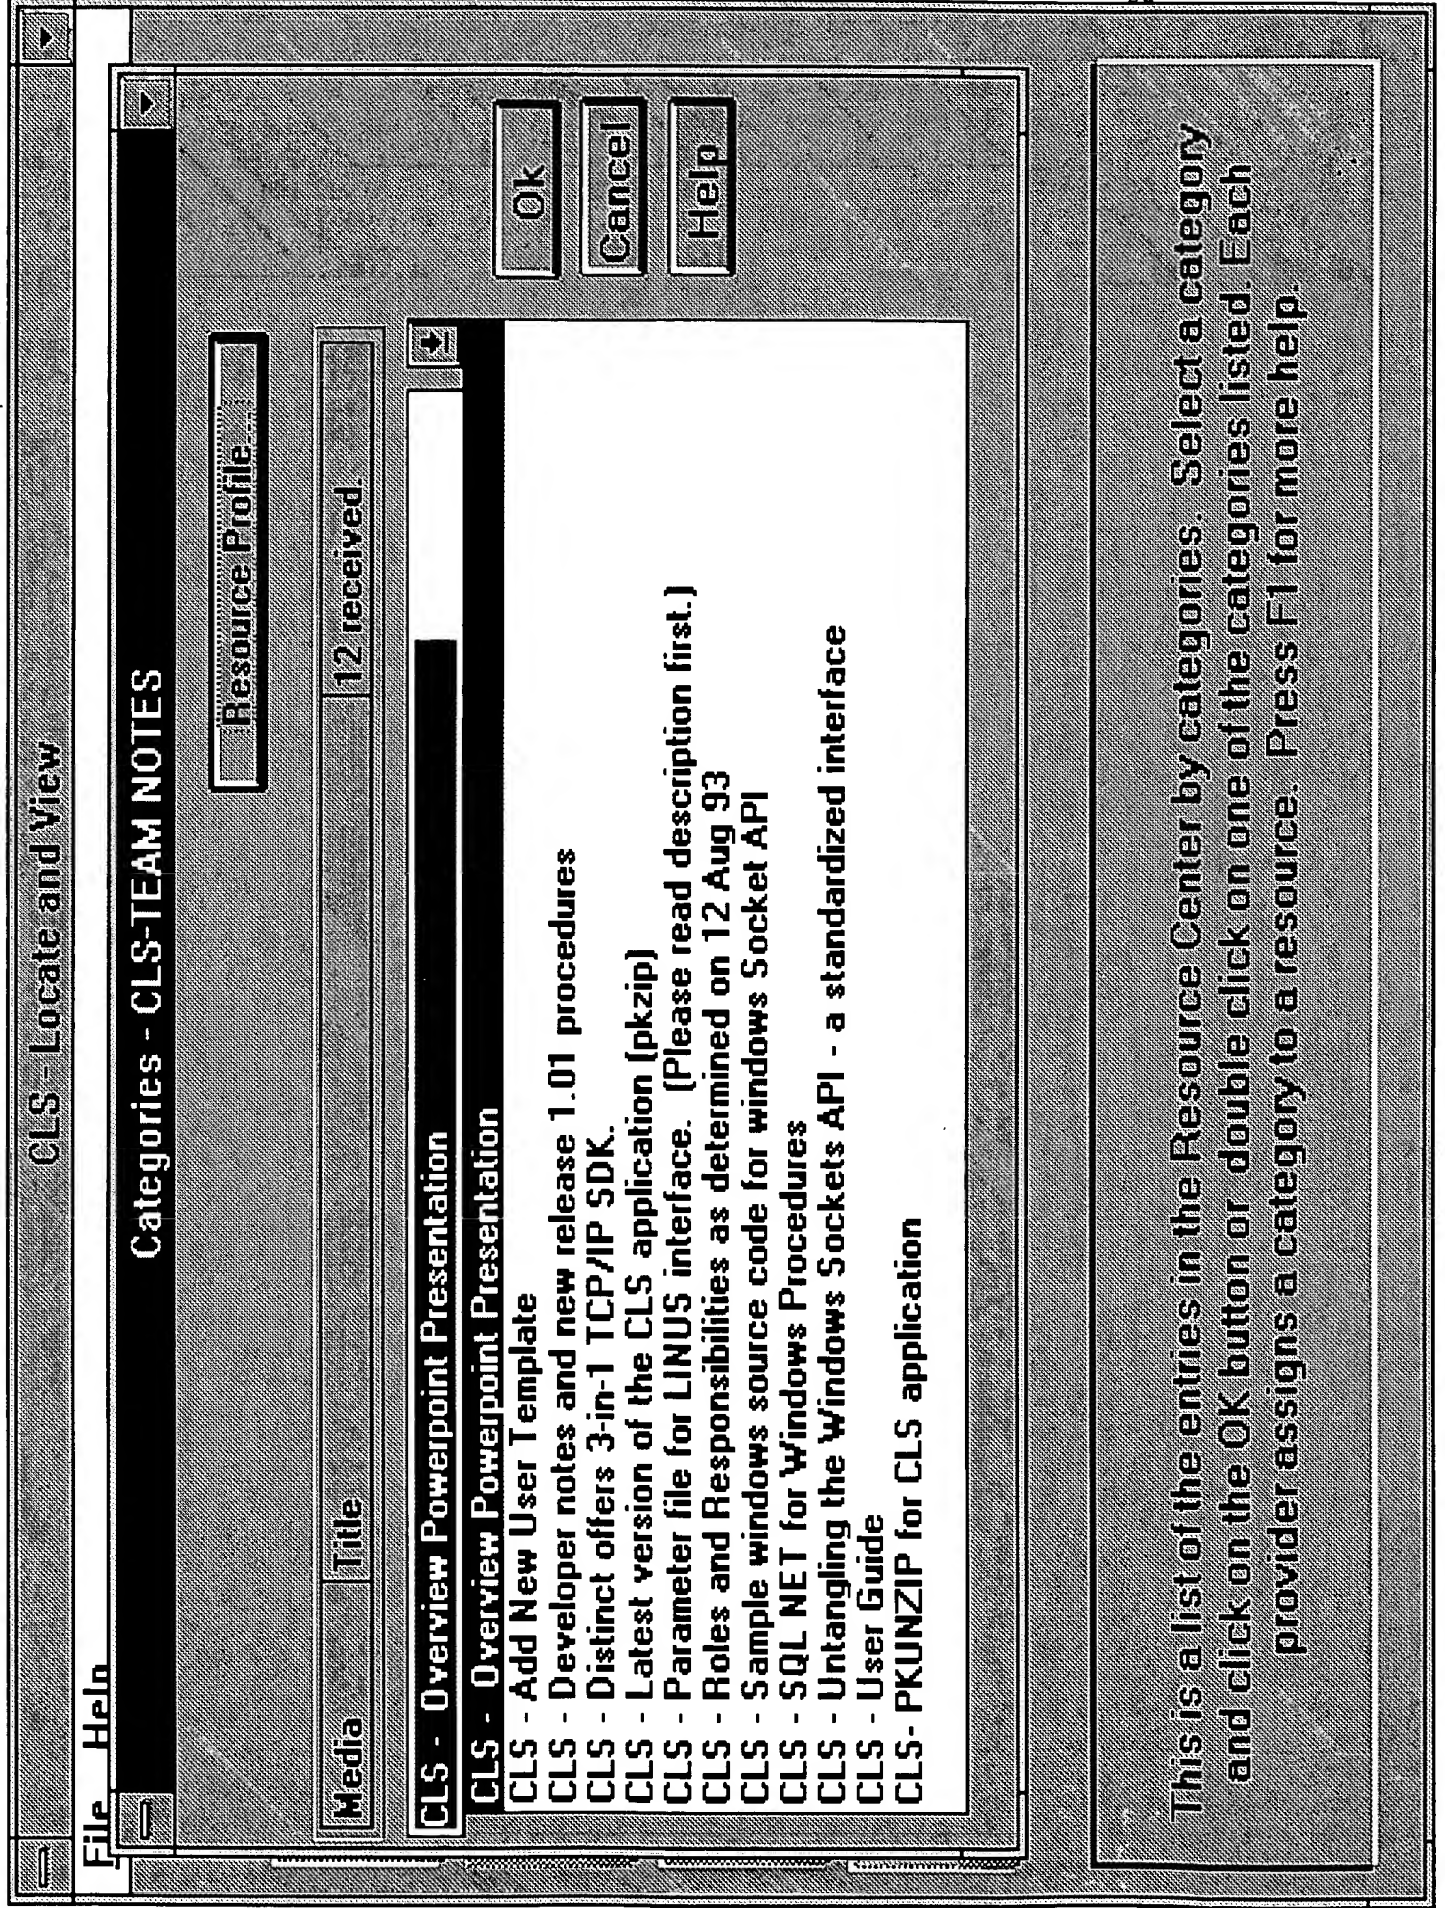 CLS - Locate and View
File Help
Categories - CLS-TEAM NOTES
Resource Profile...
Media Title 12 received.
CLS - Overview Powerpoint Presentation
CLS - Overview Powerpoint Presentation
CLS - Add New User Template
CLS - Developer notes and new release 1.01 procedures
CLS - Distinct offers 3-in-1 TCP/IP SDK.
CLS - Latest version of the CLS application (pkzip)
CLS - Parameter file for LINUS interface. (Please read description first.)
CLS - Roles and Responsibilities as determined on 12 Aug 93
CLS - Sample windows source code for windows Socket API
CLS - SQL NET for Windows Procedures
CLS - Untangling the Windows Sockets API - a standardized interface
CLS - User Guide
CLS- PKUNZIP for CLS application
Ok
Cancel
Help
This is a list of the entries in the Resource Center by categories. Select a category
and click on the OK button or double click on one of the categories listed. Each
provider assigns a category to a resource. Press F1 for more help.